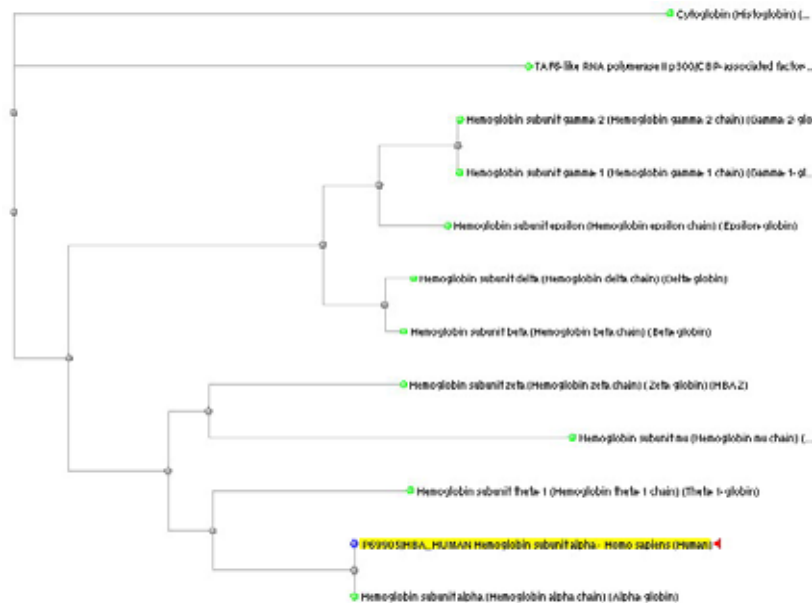 Cytoglobin (Histoglobin) (...
TAF6-like RNA polymerase II p300/CBP-associated factor-...
Hemoglobin subunit gamma-2 (Hemoglobin gamma-2 chain) (Gamma-2-glo
Hemoglobin subunit gamma-1 (Hemoglobin gamma-1 chain) (Gamma-1-gl...
Hemoglobin subunit epsilon (Hemoglobin epsilon chain) (Epsilon-globin)
Hemoglobin subunit delta (Hemoglobin delta chain) (Delta-globin)
Hemoglobin subunit beta (Hemoglobin beta chain) (Beta-globin)
Hemoglobin subunit zeta (Hemoglobin zeta chain) (Zeta-globin) (HBAZ)
Hemoglobin subunit mu (Hemoglobin mu chain) (...
Hemoglobin subunit theta-1 (Hemoglobin theta-1 chain) (Theta-1-globin)
P69905|HBA_HUMAN Hemoglobin subunit alpha - Homo sapiens (Human)
Hemoglobin subunit alpha (Hemoglobin alpha chain) (Alpha-globin)